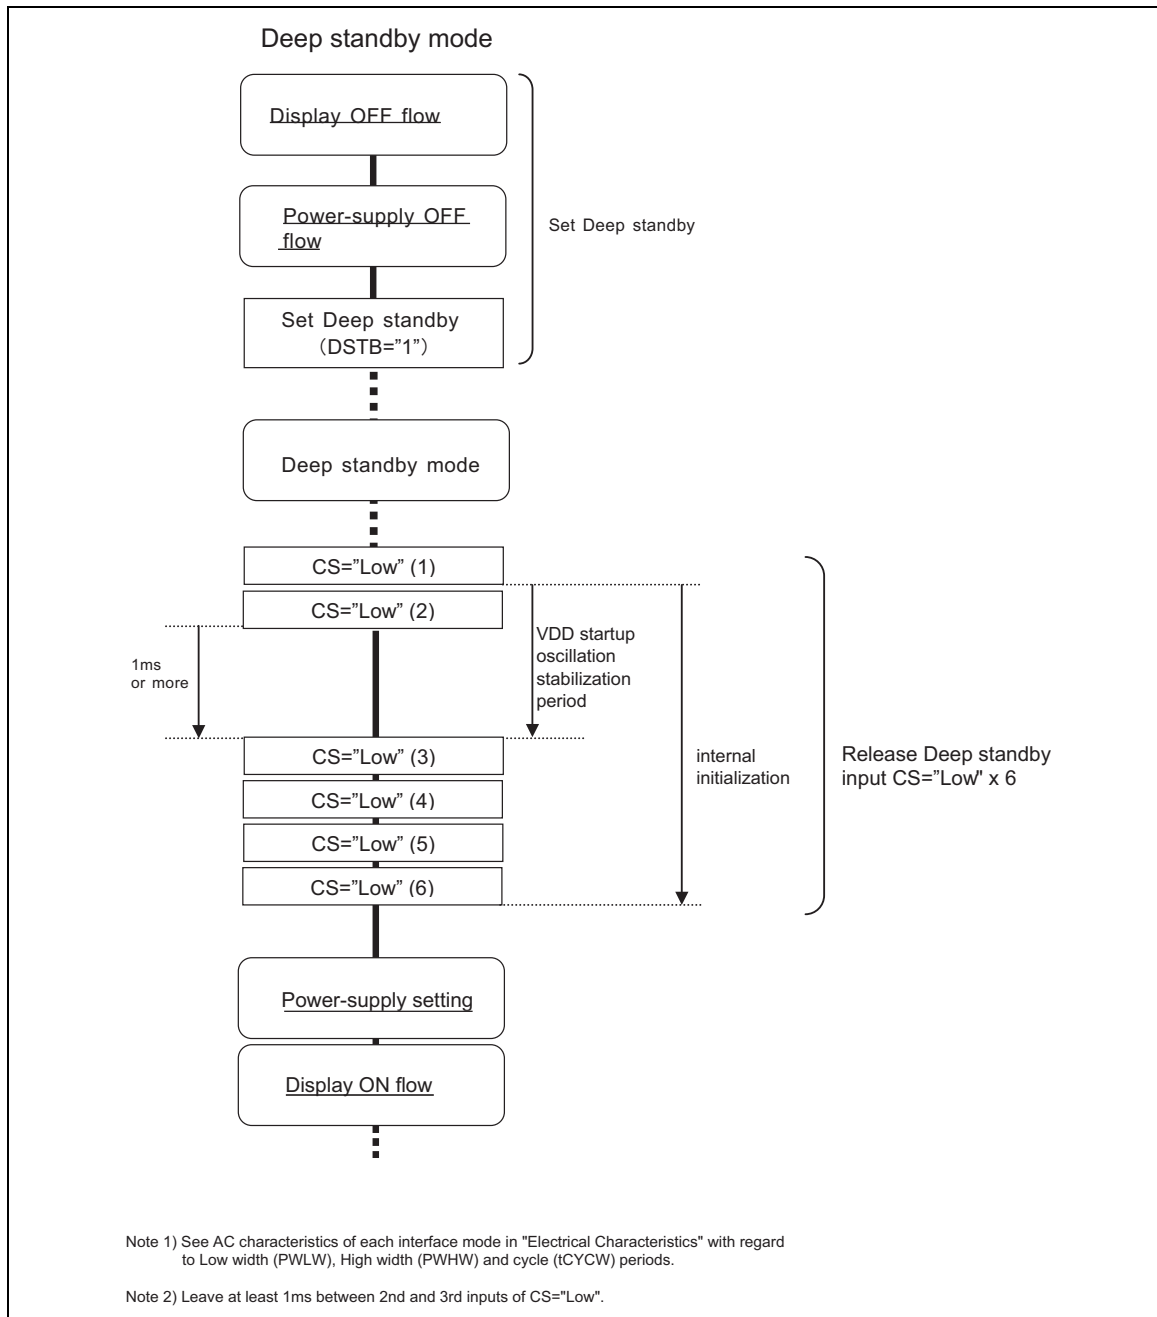 Deep standby mode
Display OFF flow
Power-supply OFF
flow
Set Deep standby
Set Deep standby
（DSTB=”1”）
Deep standby mode
CS=”Low” (1)
CS=”Low” (2)
1ms
or more
VDD startup
oscillation
stabilization
period
CS=”Low” (3)
CS=”Low” (4)
CS=”Low” (5)
CS=”Low” (6)
internal
initialization
Release Deep standby
input CS=”Low" x 6
Power-supply setting
Display ON flow
Note 1) See AC characteristics of each interface mode in "Electrical Characteristics" with regard
to Low width (PWLW), High width (PWHW) and cycle (tCYCW) periods.
Note 2) Leave at least 1ms between 2nd and 3rd inputs of CS="Low".